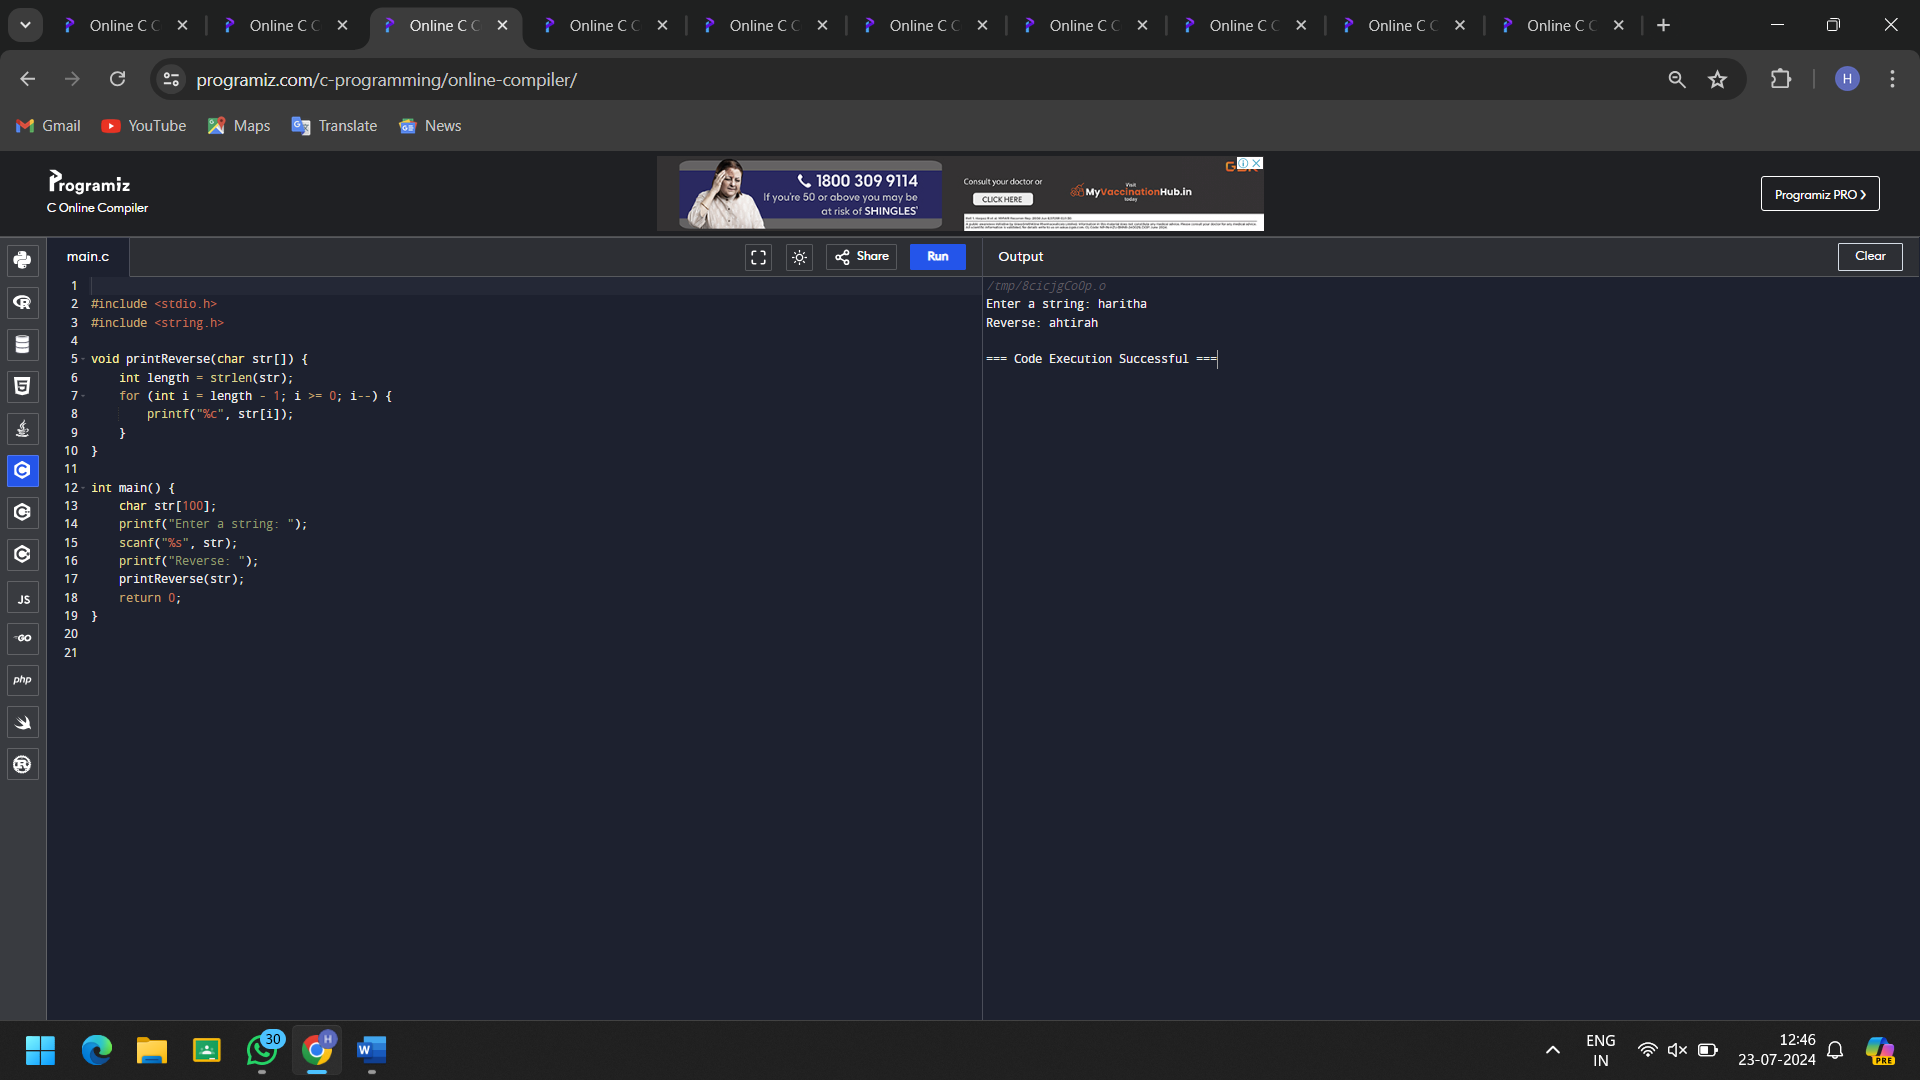 Online C C
Online C C
Online C C
Online C C
Online C C
Online C C
Online C C
Online C C
Online C C
Online C C
programiz.com/c-programming/online-compiler/
H
Gmail
YouTube
Maps
Translate
News
Programiz
C Online Compiler
1800 309 9114
If you're 50 or above you may be
at risk of SHINGLES*
Consult your doctor or
CLICK HERE
Visit
MyVaccinationHub.in
today
Programiz PRO
main.c
Share
Run
Output
Clear
1
2 #include <stdio.h>
3 #include <string.h>
4
5 void printReverse(char str[]) {
6     int length = strlen(str);
7     for (int i = length - 1; i >= 0; i--) {
8         printf("%c", str[i]);
9     }
10 }
11
12 int main() {
13     char str[100];
14     printf("Enter a string: ");
15     scanf("%s", str);
16     printf("Reverse: ");
17     printReverse(str);
18     return 0;
19 }
20
21
/tmp/8cicjgCoOp.o
Enter a string: haritha
Reverse: ahtirah
=== Code Execution Successful ===
JS
GO
php
30
H
W
ENG
IN
12:46
23-07-2024
PRE